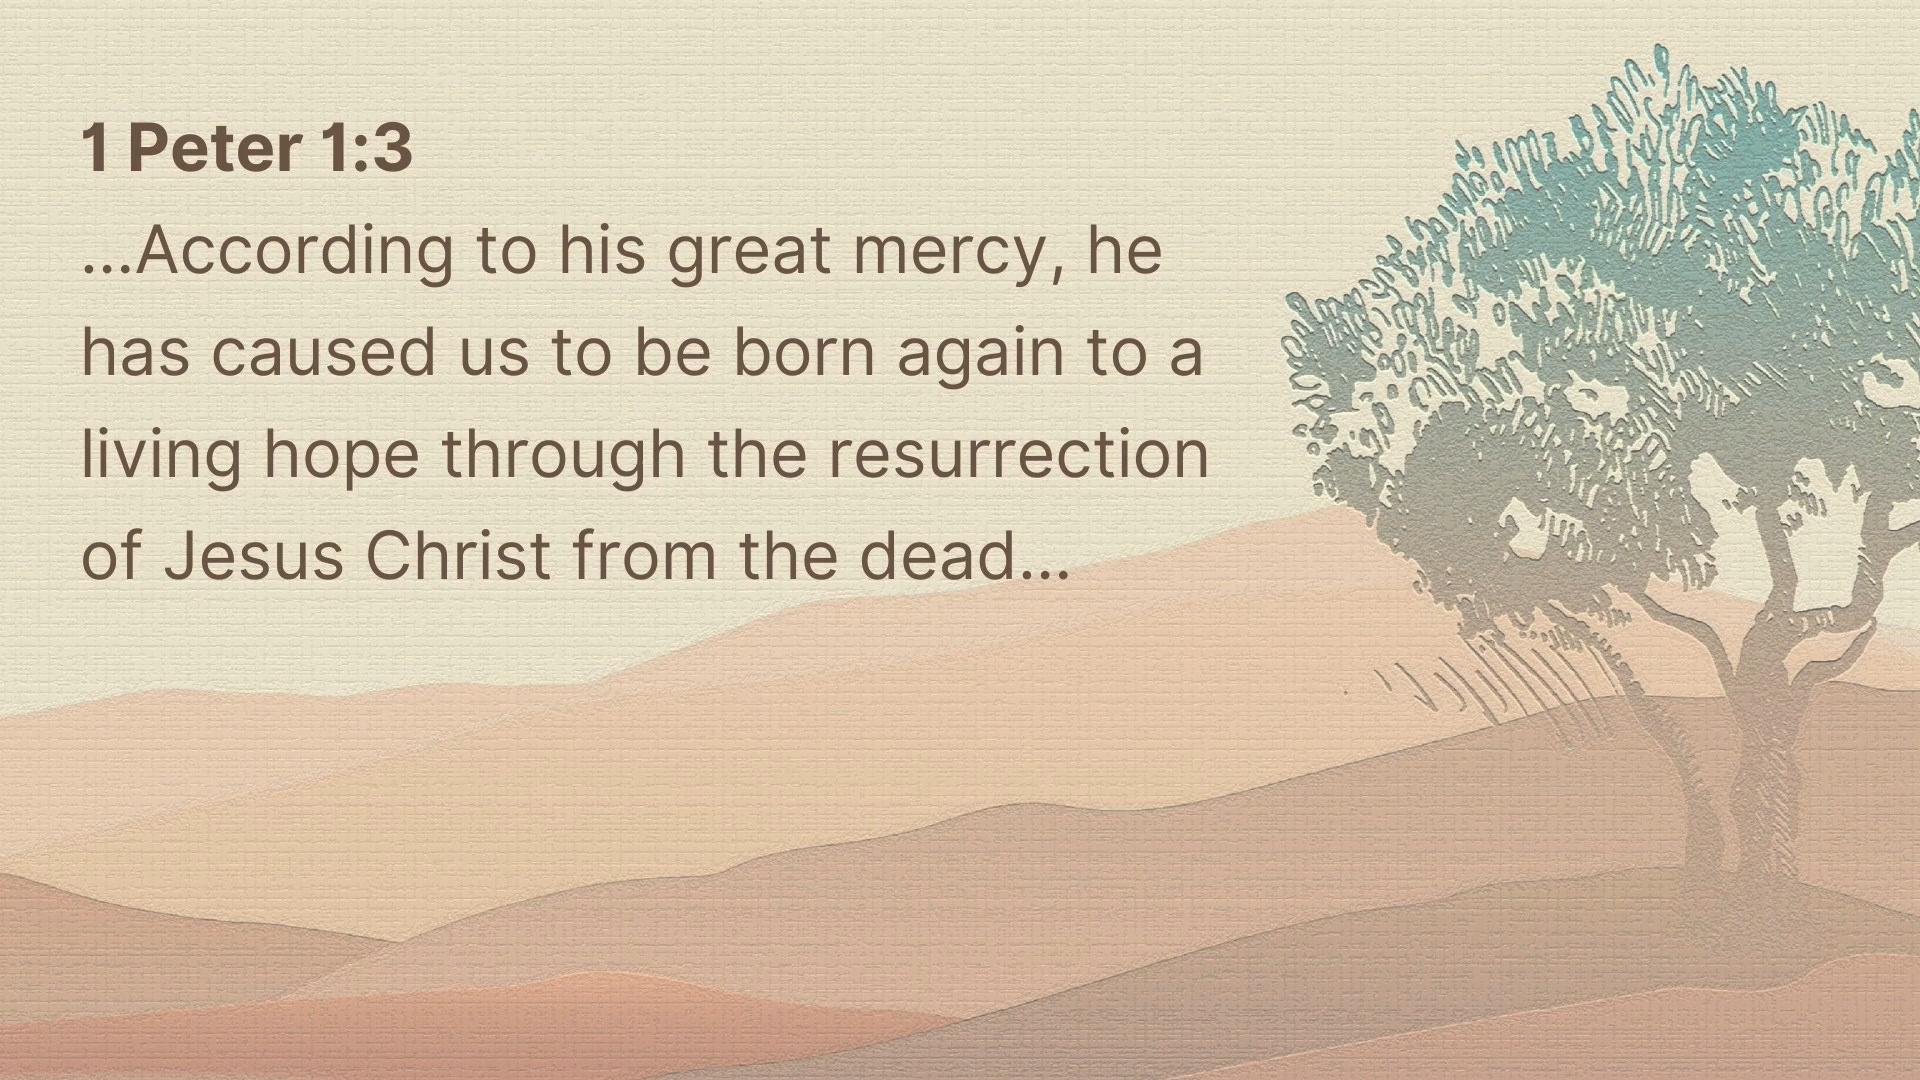 1 Peter 1:3
...According to his great mercy, he
has caused us to be born again to a
living hope through the resurrection
of Jesus Christ from the dead...